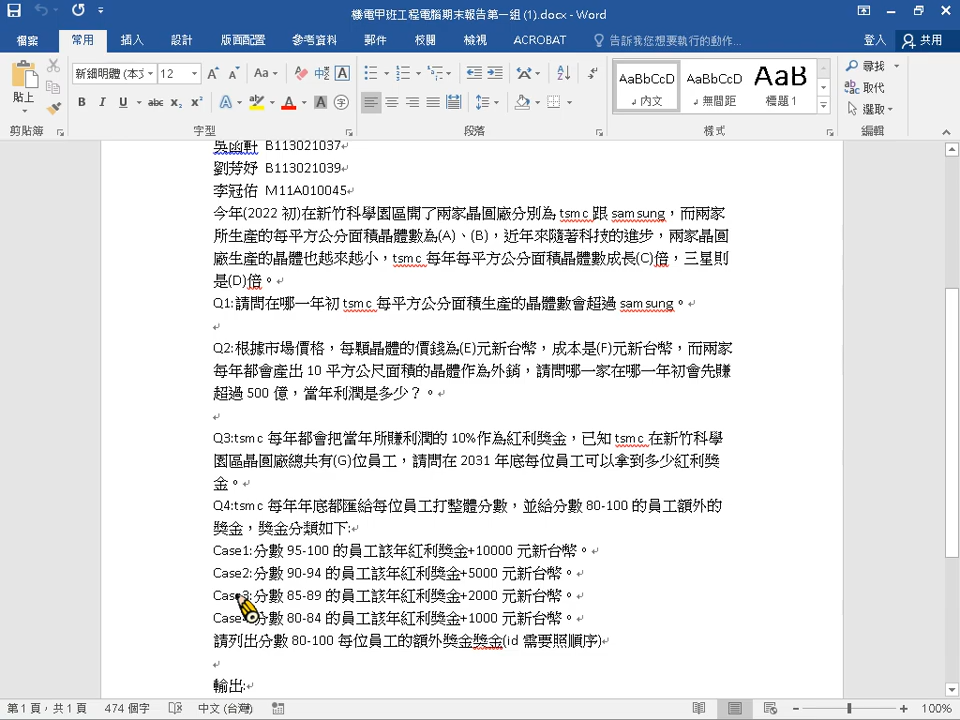 機電甲班工程電腦期末報告第一組 (1).docx - Word
檔案 常用 插入 設計 版面配置 參考資料 郵件 校閱 檢視 ACROBAT 告訴我您想要執行的動作... 登入 共用
貼上 新細明體 (本文 12 尋找
取代
選取
AaBbCcD AaBbCcD AaB
內文 無間距 標題 1
剪貼簿 字型 段落 樣式 編輯
B113021037
劉芳妤 B113021039
李冠佑 M11A010045
今年(2022 初)在新竹科學園區開了兩家晶圓廠分別為 tsmc 跟 samsung，而兩家
所生產的每平方公分面積晶體數為(A)、(B)，近年來隨著科技的進步，兩家晶圓
廠生產的晶體也越來越小，tsmc 每年每平方公分面積晶體數成長(C)倍，三星則
是(D)倍。
Q1:請問在哪一年初 tsmc 每平方公分面積生產的晶體數會超過 samsung。
Q2:根據市場價格，每顆晶體的價錢為(E)元新台幣，成本是(F)元新台幣，而兩家
每年都會產出 10 平方公尺面積的晶體作為外銷，請問哪一家在哪一年初會先賺
超過 500 億，當年利潤是多少？。
Q3:tsmc 每年都會把當年所賺利潤的 10%作為紅利獎金，已知 tsmc 在新竹科學
園區晶圓廠總共有(G)位員工，請問在 2031 年底每位員工可以拿到多少紅利獎
金。
Q4:tsmc 每年年底都匯給每位員工打整體分數，並給分數 80-100 的員工額外的
獎金，獎金分類如下:
Case1:分數 95-100 的員工該年紅利獎金+10000 元新台幣。
Case2:分數 90-94 的員工該年紅利獎金+5000 元新台幣。
Case3:分數 85-89 的員工該年紅利獎金+2000 元新台幣。
Case4:分數 80-84 的員工該年紅利獎金+1000 元新台幣。
請列出分數 80-100 每位員工的額外獎金獎金(id 需要照順序)
輸出:
第 1 頁，共 1 頁 474 個字 中文 (台灣) 100%